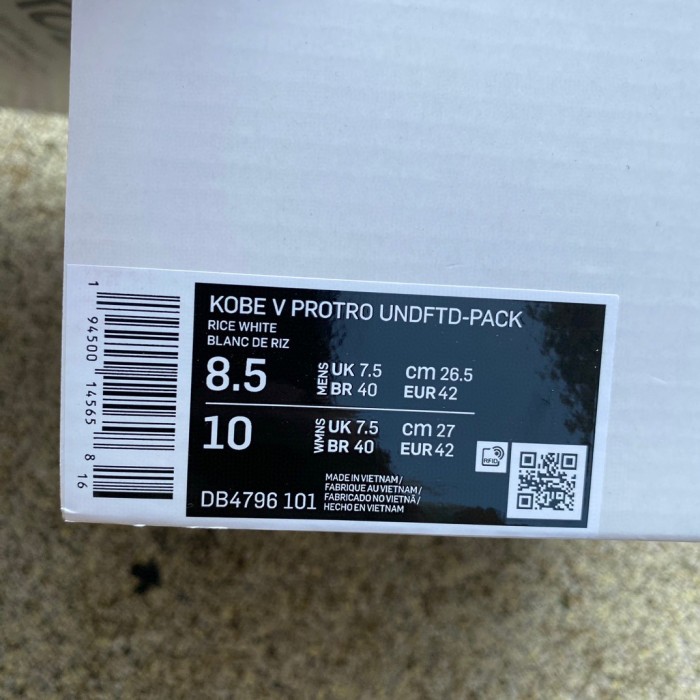 KOBE V PROTRO UNDFTD-PACK
RICE WHITE
BLANC DE RIZ
8.5 MENS UK 7.5 cm 26.5
BR 40 EUR 42
10 WMNS UK 7.5 cm 27
BR 40 EUR 42
RFID
DB4796 101
MADE IN VIETNAM/
FABRIQUE AU VIETNAM/
FABRICADO NO VIETNÃ/
HECHO EN VIETNAM
1 94500 14565 8 16